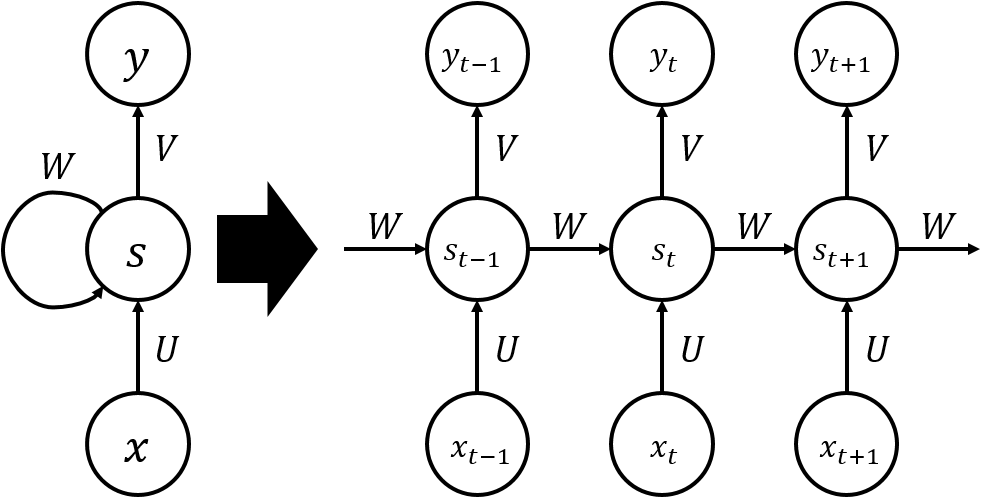 y y_{t-1} y_t y_{t+1}
V V V V
W
s W s_{t-1} W s_t W s_{t+1} W
U U U U
x x_{t-1} x_t x_{t+1}